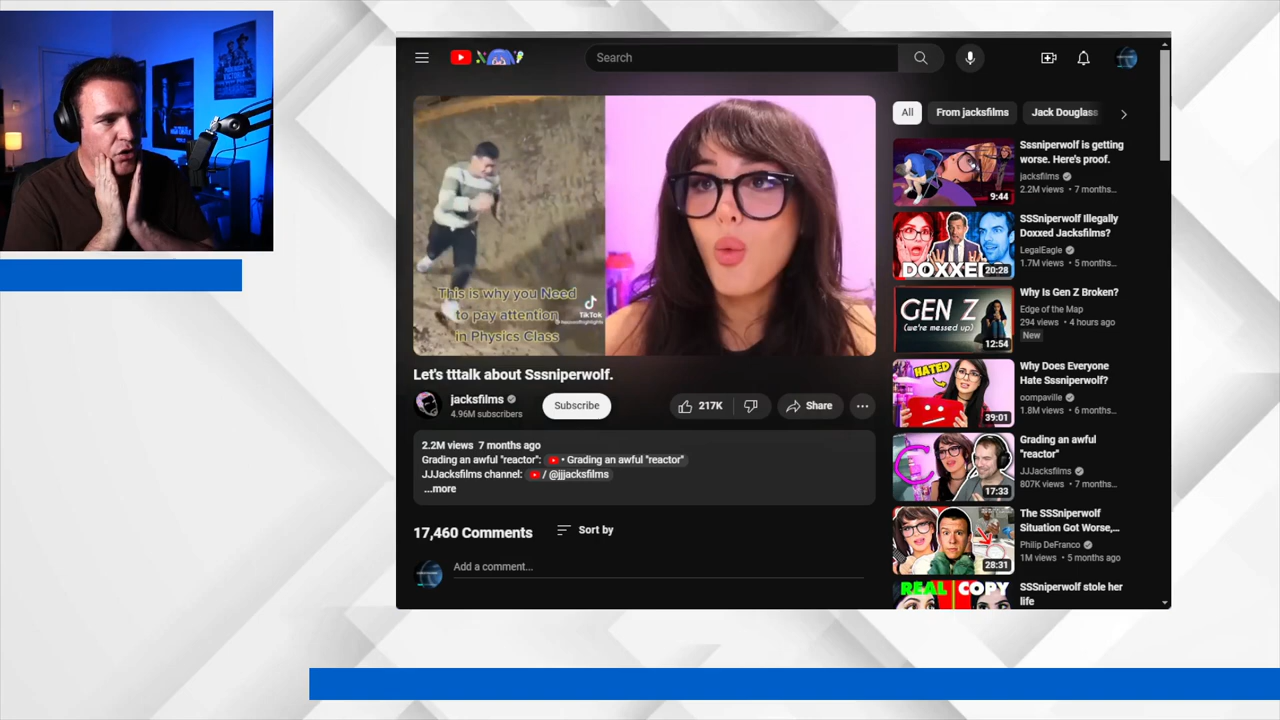 Search
This is why you Need
to pay attention
in Physics Class
TikTok
Let's tttalk about Sssniperwolf.
jacksfilms
4.96M subscribers
Subscribe
217K
Share
2.2M views 7 months ago
Grading an awful "reactor": • Grading an awful "reactor"
JJJacksfilms channel: / @jjjacksfilms
...more
17,460 Comments
Sort by
Add a comment...
All
From jacksfilms
Jack Douglass
9:44
Sssniperwolf is getting
worse. Here's proof.
jacksfilms
2.2M views • 7 months...
DOXXED
20:28
SSSniperwolf Illegally
Doxxed Jacksfilms?
LegalEagle
1.7M views • 5 months...
GEN Z
(we're messed up)
12:54
Why Is Gen Z Broken?
Edge of the Map
294 views • 4 hours ago
New
HATED
39:01
Why Does Everyone
Hate Sssniperwolf?
oompaville
1.8M views • 6 months...
17:33
Grading an awful
"reactor"
JJJacksfilms
807K views • 7 months...
28:31
The SSSniperwolf
Situation Got Worse,...
Philip DeFranco
1M views • 5 months ago
REAL COPY
SSSniperwolf stole her
life